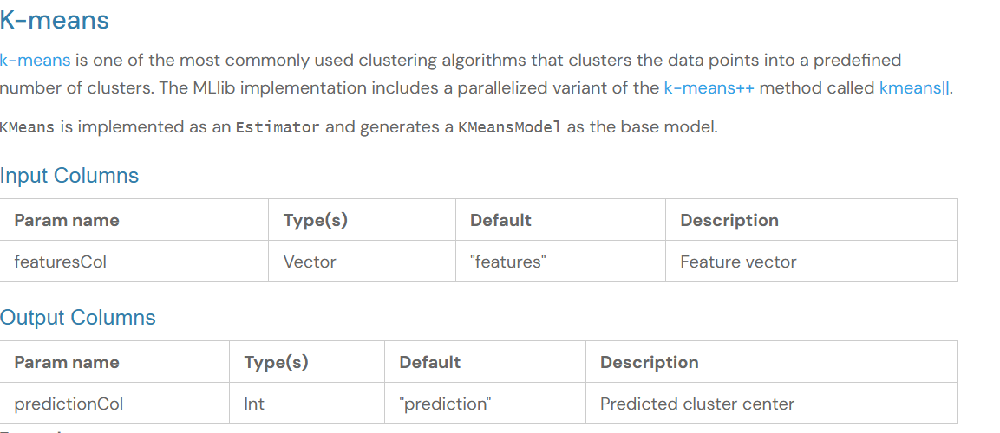 K-means
k-means is one of the most commonly used clustering algorithms that clusters the data points into a predefined
number of clusters. The MLlib implementation includes a parallelized variant of the k-means++ method called kmeans||.
KMeans is implemented as an Estimator and generates a KMeansModel as the base model.
Input Columns
Param name Type(s) Default Description
featuresCol Vector "features" Feature vector
Output Columns
Param name Type(s) Default Description
predictionCol Int "prediction" Predicted cluster center